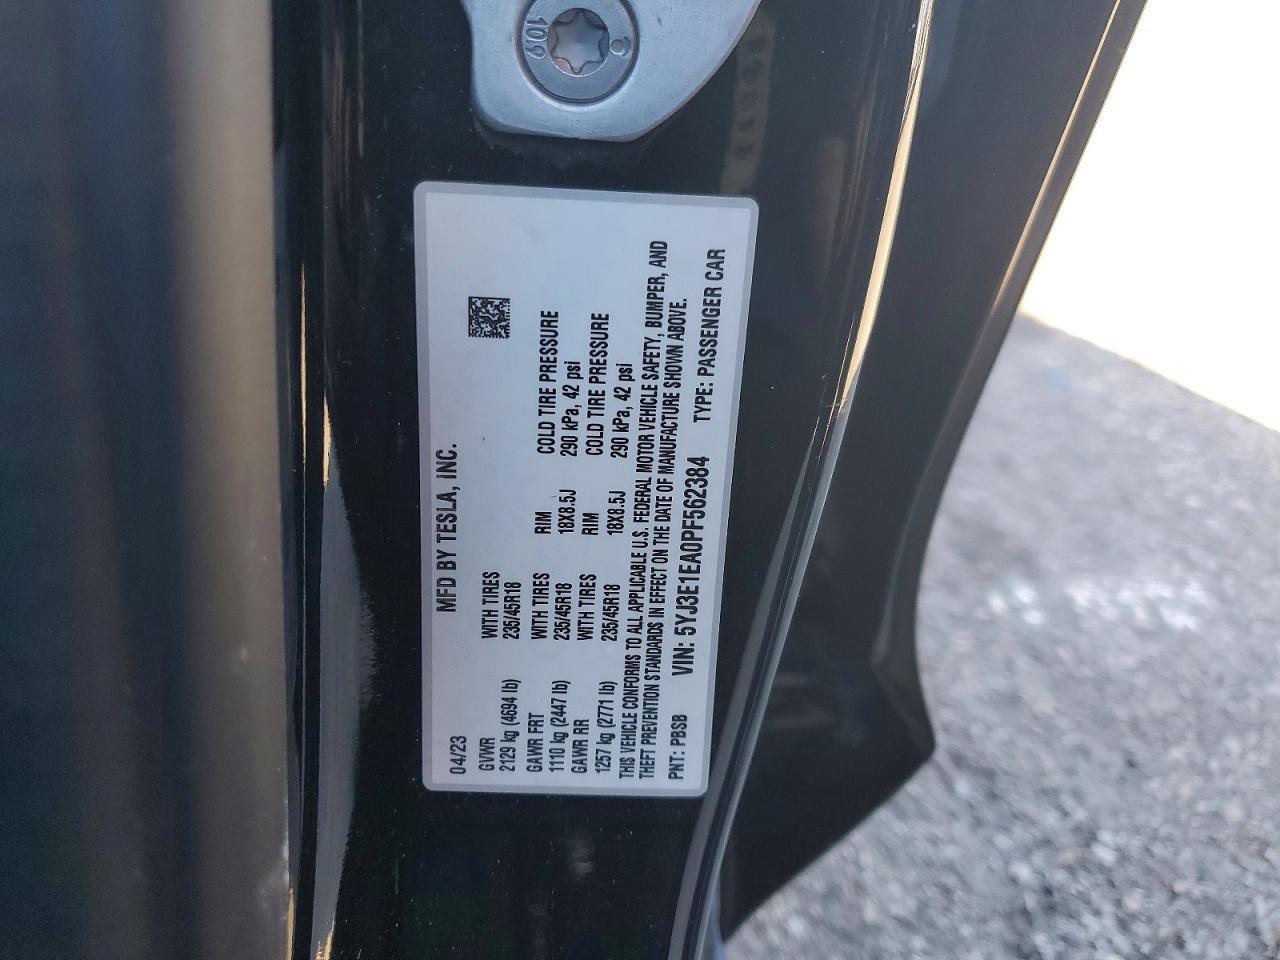 10.9
MFD BY TESLA, INC.
04/23
GVWR WITH TIRES
2129 kg (4694 lb) 235/45R18
GAWR FRT WITH TIRES RIM COLD TIRE PRESSURE
1110 kg (2447 lb) 235/45R18 18X8.5J 290 kPa, 42 psi
GAWR RR WITH TIRES RIM COLD TIRE PRESSURE
1257 kg (2771 lb) 235/45R18 18X8.5J 290 kPa, 42 psi
THIS VEHICLE CONFORMS TO ALL APPLICABLE U.S. FEDERAL MOTOR VEHICLE SAFETY, BUMPER, AND
THEFT PREVENTION STANDARDS IN EFFECT ON THE DATE OF MANUFACTURE SHOWN ABOVE.
PNT: PBSB VIN: 5YJ3E1EA0PF562384 TYPE: PASSENGER CAR